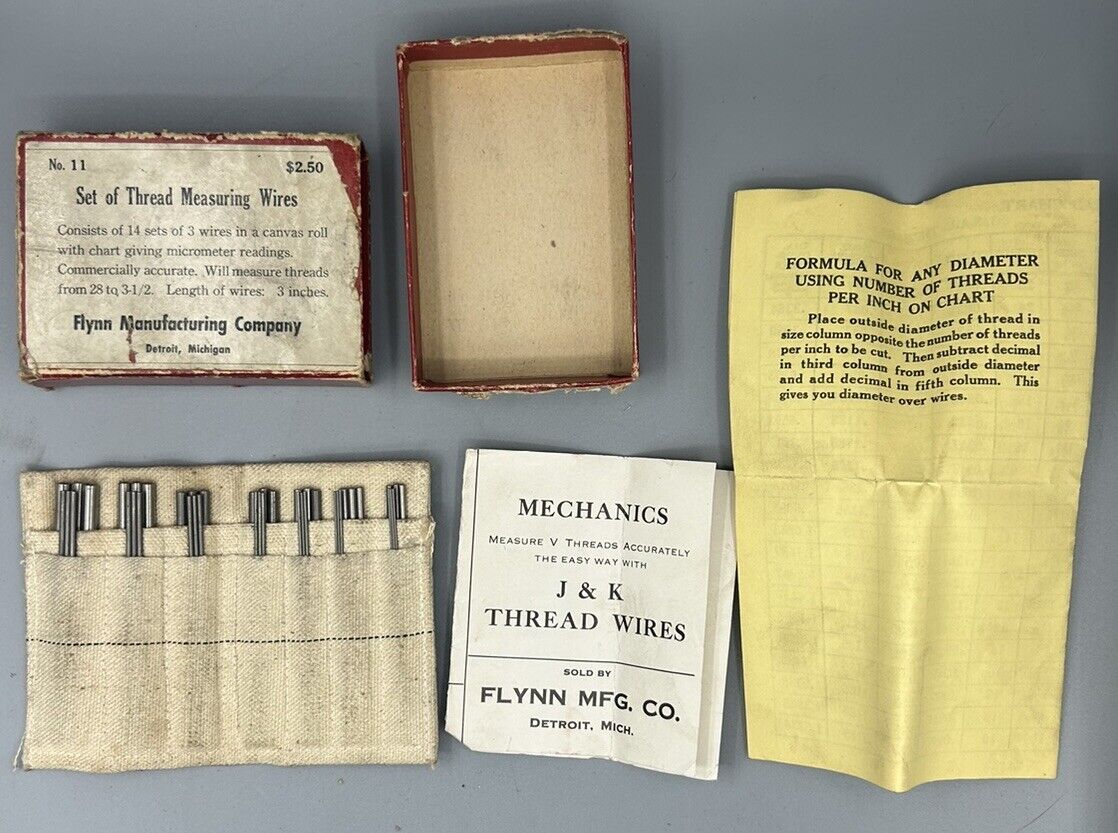 No. 11 $2.50
Set of Thread Measuring Wires
Consists of 14 sets of 3 wires in a canvas roll
with chart giving micrometer readings.
Commercially accurate. Will measure threads
from 28 to 3-1/2. Length of wires: 3 inches.
Flynn Manufacturing Company
Detroit, Michigan
MECHANICS
MEASURE V THREADS ACCURATELY
THE EASY WAY WITH
J & K
THREAD WIRES
SOLD BY
FLYNN MFG. CO.
DETROIT, MICH.
FORMULA FOR ANY DIAMETER
USING NUMBER OF THREADS
PER INCH ON CHART
Place outside diameter of thread in
size column opposite the number of threads
per inch to be cut. Then subtract decimal
in third column from outside diameter
and add decimal in fifth column. This
gives you diameter over wires.